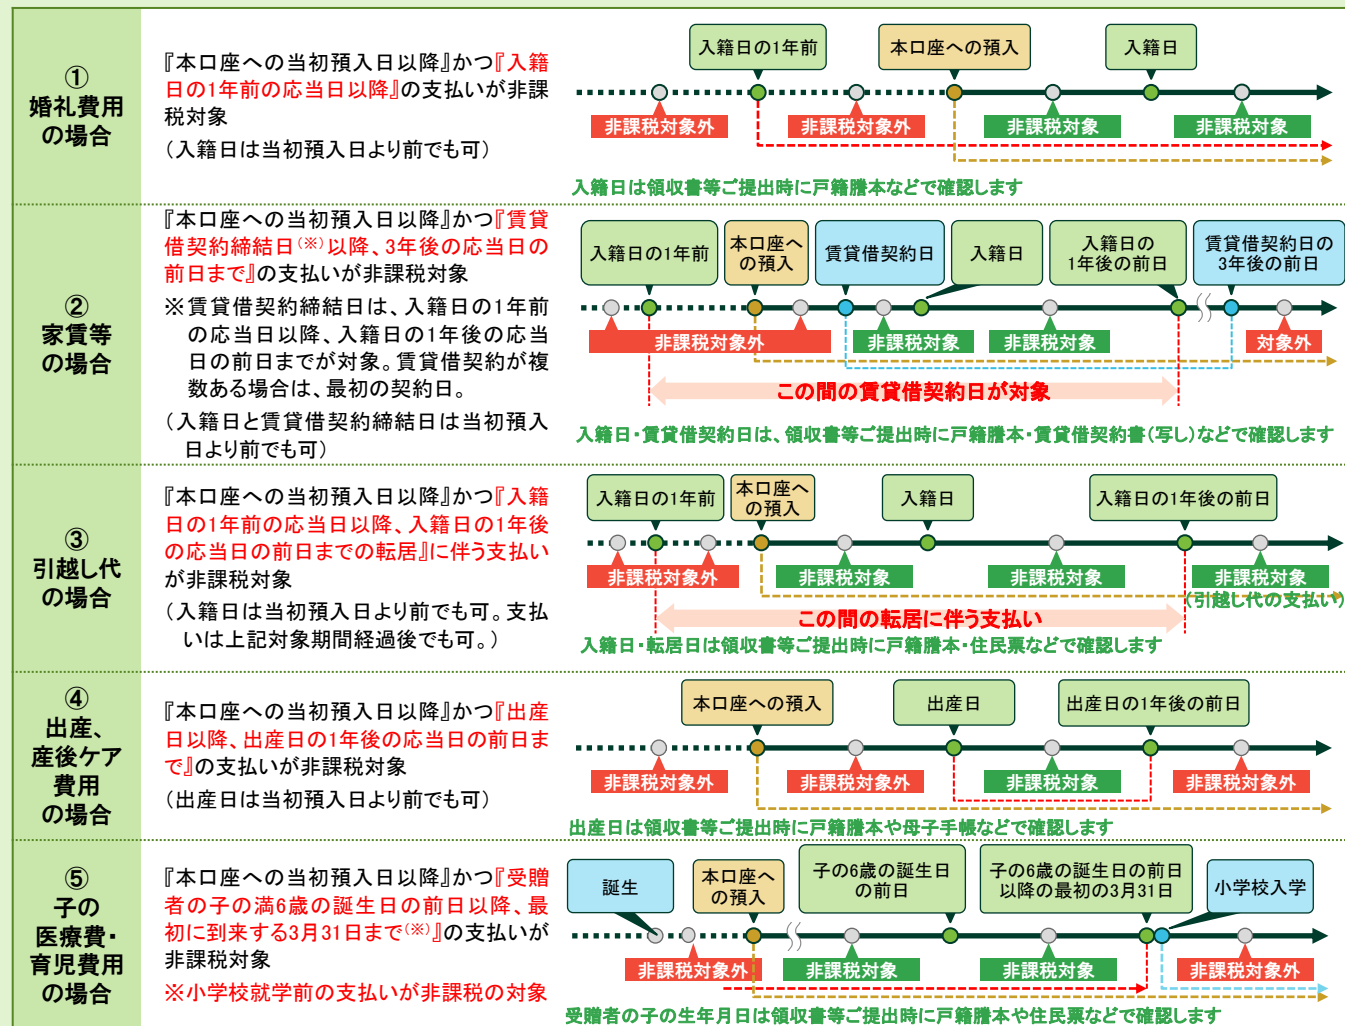 ①
婚礼費用
の場合
『本口座への当初預入日以降』かつ『入籍
日の1年前の応当日以降』の支払いが非課
税対象
（入籍日は当初預入日より前でも可）
入籍日の1年前
本口座への預入
入籍日
非課税対象外
非課税対象外
非課税対象
非課税対象
入籍日は領収書等ご提出時に戸籍謄本などで確認します
②
家賃等
の場合
『本口座への当初預入日以降』かつ『賃貸
借契約締結日(※)以降、3年後の応当日の
前日まで』の支払いが非課税対象
※賃貸借契約締結日は、入籍日の1年前
の応当日以降、入籍日の1年後の応当
日の前日までが対象。賃貸借契約が複
数ある場合は、最初の契約日。
（入籍日と賃貸借契約締結日は当初預入
日より前でも可）
入籍日の1年前
本口座へ
の預入
賃貸借契約日
入籍日
入籍日の
1年後の前日
賃貸借契約日の
3年後の前日
非課税対象外
非課税対象
非課税対象
対象外
この間の賃貸借契約日が対象
入籍日・賃貸借契約日は、領収書等ご提出時に戸籍謄本・賃貸借契約書(写し)などで確認します
③
引越し代
の場合
『本口座への当初預入日以降』かつ『入籍
日の1年前の応当日以降、入籍日の1年後
の応当日の前日までの転居』に伴う支払い
が非課税対象
（入籍日は当初預入日より前でも可。支払
いは上記対象期間経過後でも可。）
入籍日の1年前
本口座へ
の預入
入籍日
入籍日の1年後の前日
非課税対象外
非課税対象
非課税対象
非課税対象
(引越し代の支払い)
この間の転居に伴う支払い
入籍日・転居日は領収書等ご提出時に戸籍謄本・住民票などで確認します
④
出産、
産後ケア
費用
の場合
『本口座への当初預入日以降』かつ『出産
日以降、出産日の1年後の応当日の前日ま
で』の支払いが非課税対象
（出産日は当初預入日より前でも可）
本口座への預入
出産日
出産日の1年後の前日
非課税対象外
非課税対象外
非課税対象
非課税対象外
出産日は領収書等ご提出時に戸籍謄本や母子手帳などで確認します
⑤
子の
医療費・
育児費用
の場合
『本口座への当初預入日以降』かつ『受贈
者の子の満6歳の誕生日の前日以降、最
初に到来する3月31日まで(※)』の支払いが
非課税対象
※小学校就学前の支払いが非課税の対象
誕生
本口座へ
の預入
子の6歳の誕生日
の前日
子の6歳の誕生日の前日
以降の最初の3月31日
小学校入学
非課税対象外
非課税対象
非課税対象
非課税対象外
受贈者の子の生年月日は領収書等ご提出時に戸籍謄本や住民票などで確認します